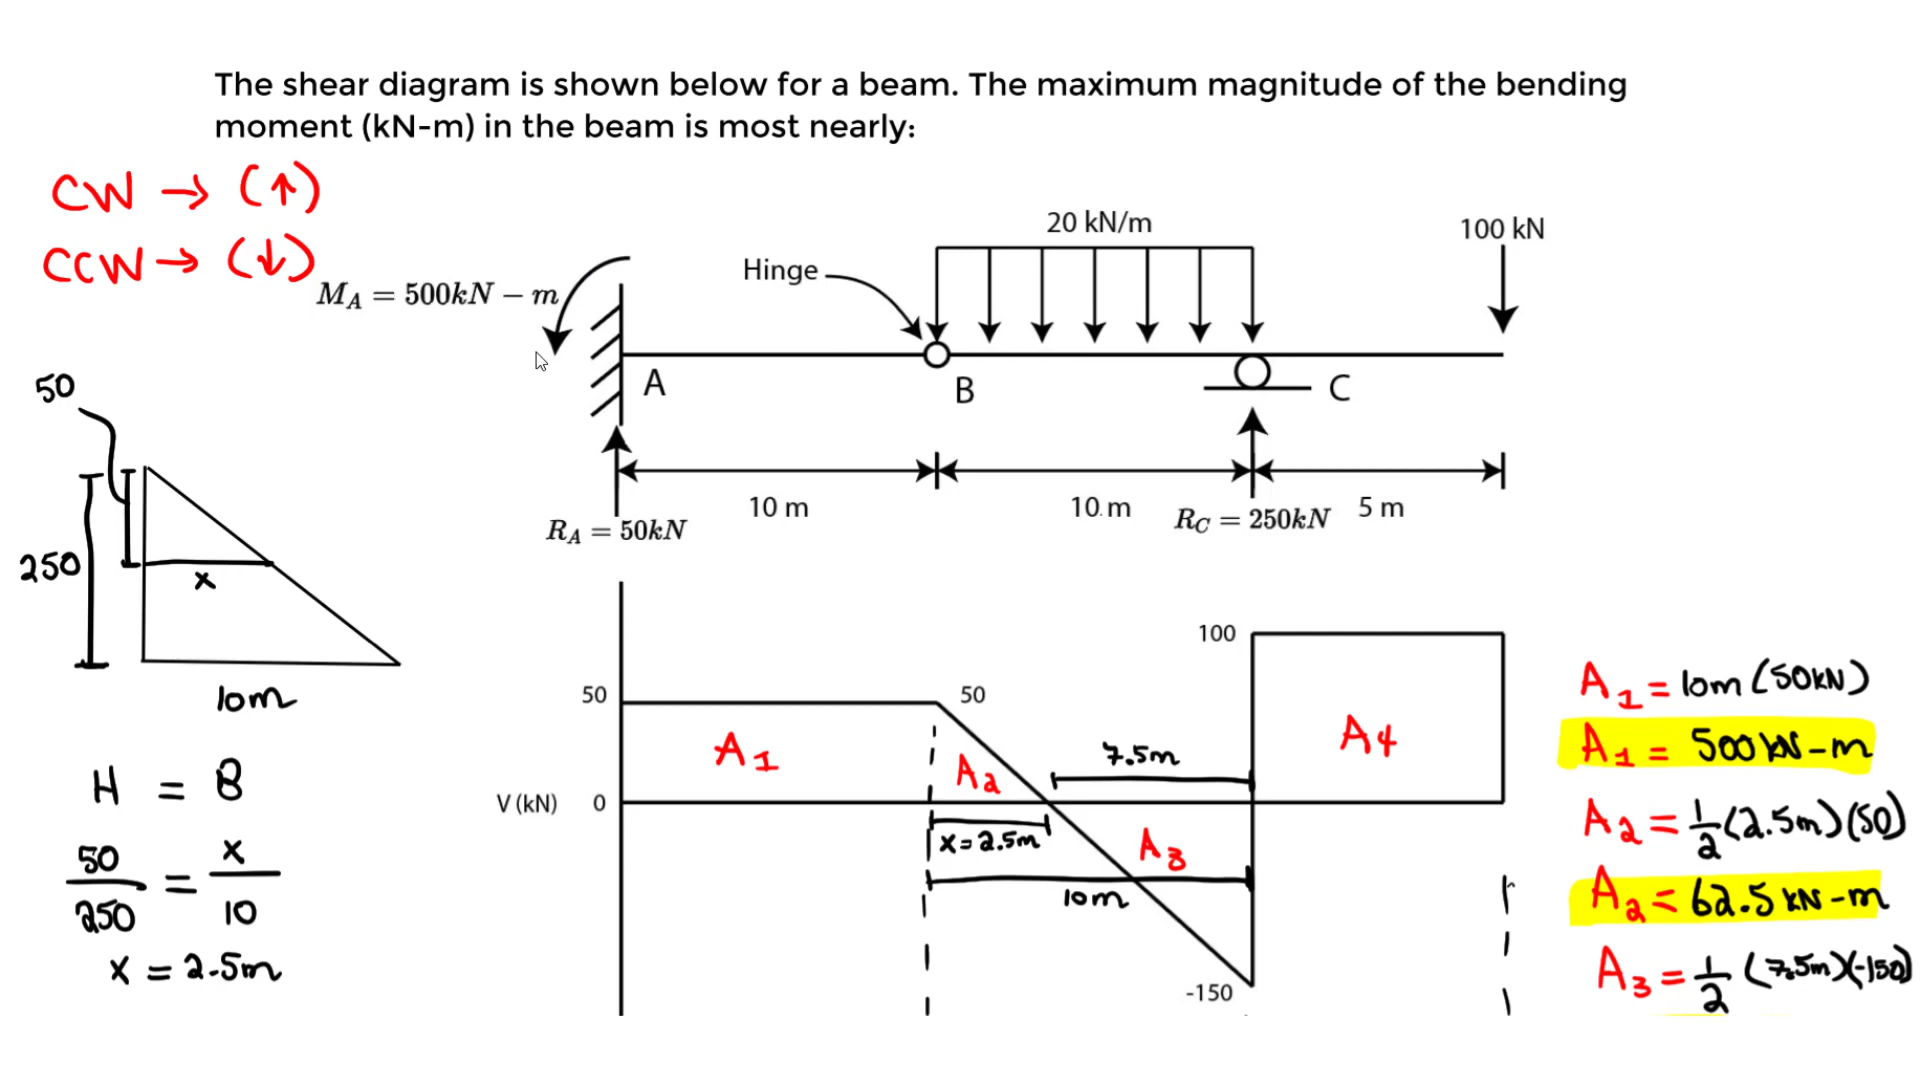 The shear diagram is shown below for a beam. The maximum magnitude of the bending
moment (kN-m) in the beam is most nearly:
CW → (↑)
CCW → (↓)
M_A = 500kN − m
Hinge
20 kN/m
100 kN
A
B
C
10 m
10 m
5 m
R_A = 50kN
R_C = 250kN
50
250
x
10m
H = B
50/250 = x/10
x = 2.5m
V (kN)
50
0
50
100
-150
A1
A2
A3
A4
7.5m
x = 2.5m
10m
A1 = 10m (50kN)
A1 = 500 kN-m
A2 = 1/2 (2.5m)(50)
A2 = 62.5 kN-m
A3 = 1/2 (7.5m)(-150)